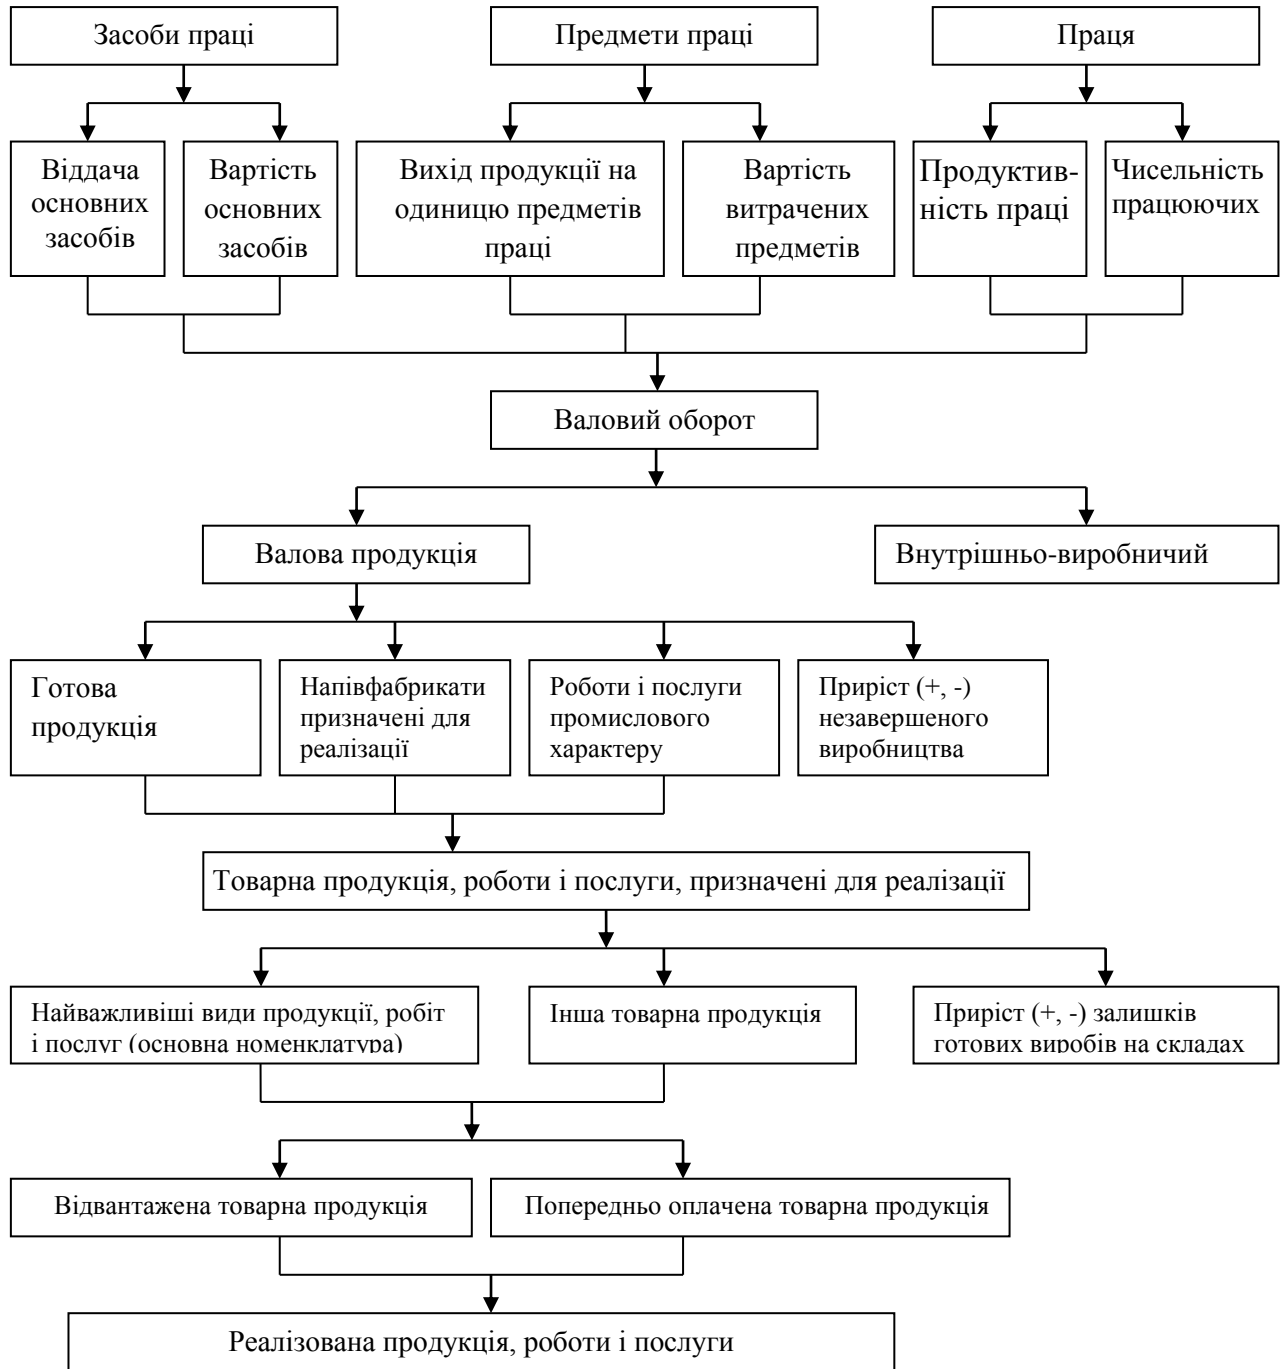 Засоби праці
Предмети праці
Праця
Віддача
основних
засобів
Вартість
основних
засобів
Вихід продукції на
одиницю предметів
праці
Вартість
витрачених
предметів
Продуктив-
ність праці
Чисельність
працюючих
Валовий оборот
Валова продукція
Внутрішньо-виробничий
Готова
продукція
Напівфабрикати
призначені для
реалізації
Роботи і послуги
промислового
характеру
Приріст (+, -)
незавершеного
виробництва
Товарна продукція, роботи і послуги, призначені для реалізації
Найважливіші види продукції, робіт
і послуг (основна номенклатура)
Інша товарна продукція
Приріст (+, -) залишків
готових виробів на складах
Відвантажена товарна продукція
Попередньо оплачена товарна продукція
Реалізована продукція, роботи і послуги